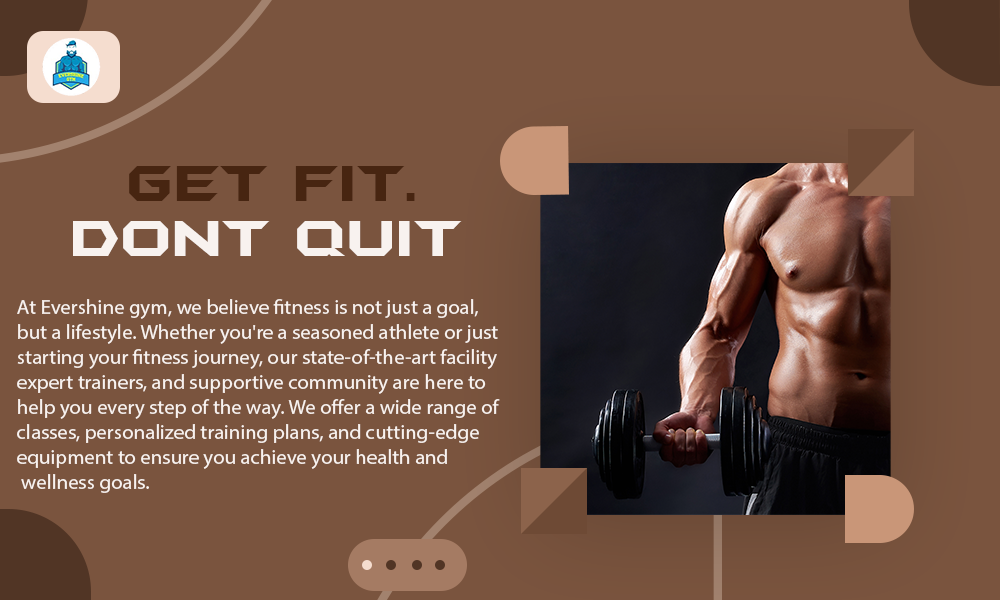 EVERSHINE
GET FIT.
DONT QUIT
At Evershine gym, we believe fitness is not just a goal,
but a lifestyle. Whether you're a seasoned athlete or just
starting your fitness journey, our state-of-the-art facility
expert trainers, and supportive community are here to
help you every step of the way. We offer a wide range of
classes, personalized training plans, and cutting-edge
equipment to ensure you achieve your health and
wellness goals.